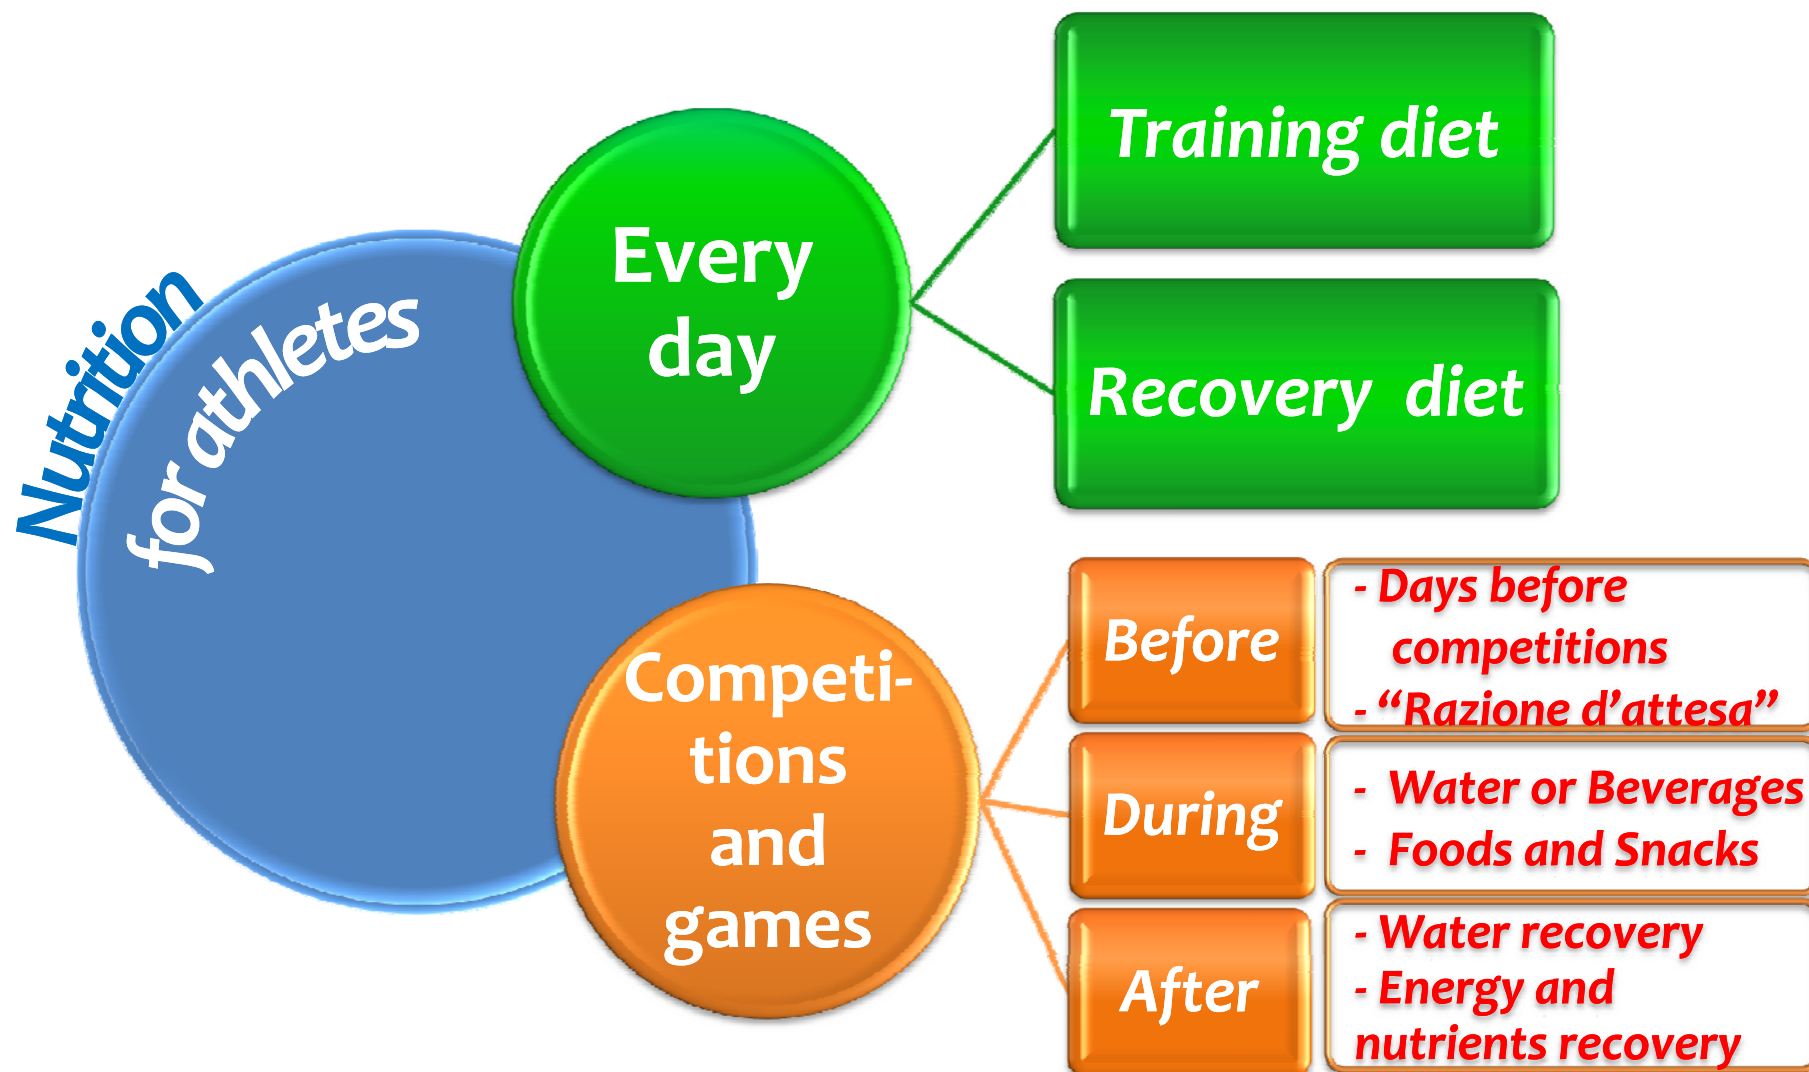 Nutrition
for athletes
Every
day
Training diet
Recovery diet
Competi-
tions
and
games
Before
- Days before
competitions
- “Razione d’attesa”
During
- Water or Beverages
- Foods and Snacks
After
- Water recovery
- Energy and
nutrients recovery